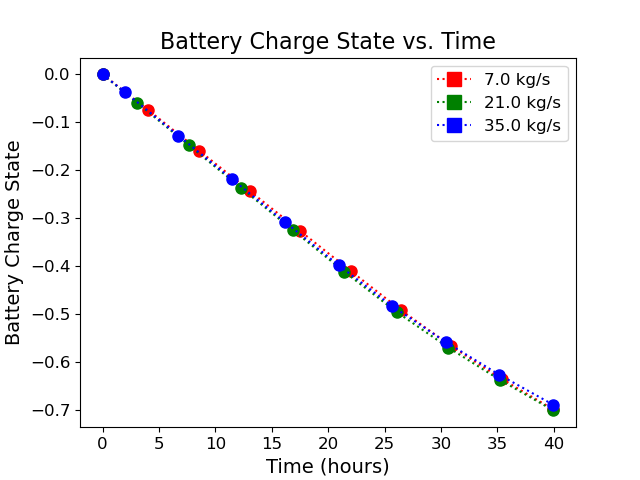 Battery Charge State vs. Time
7.0 kg/s
21.0 kg/s
35.0 kg/s
Battery Charge State
0.0
−0.1
−0.2
−0.3
−0.4
−0.5
−0.6
−0.7
0 5 10 15 20 25 30 35 40
Time (hours)